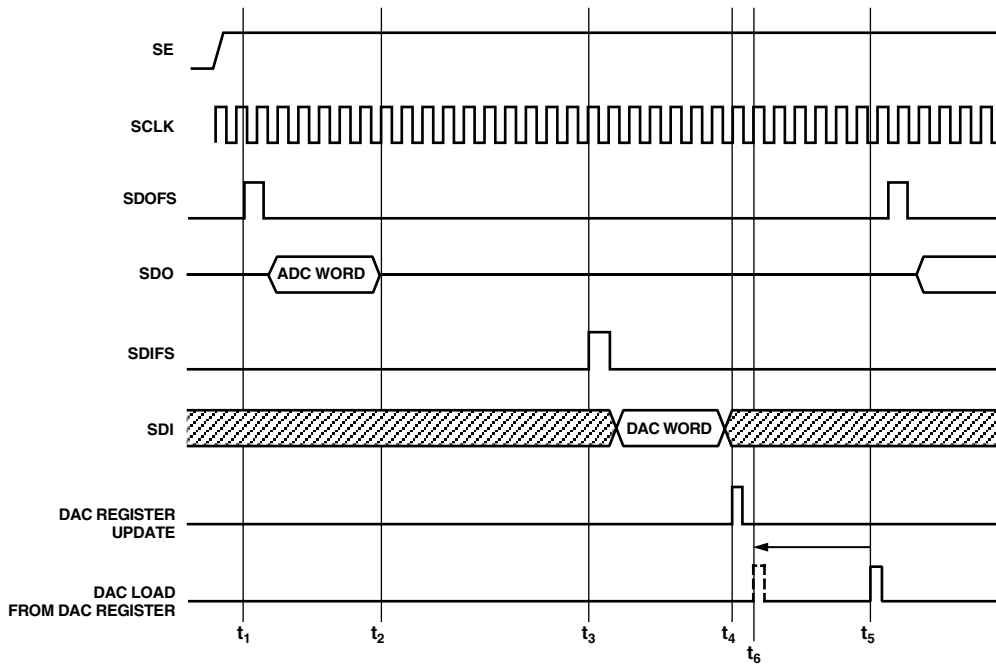 SE
SCLK
SDOFS
SDO
ADC WORD
SDIFS
SDI
DAC WORD
DAC REGISTER
UPDATE
DAC LOAD
FROM DAC REGISTER
t1
t2
t3
t4
t6
t5